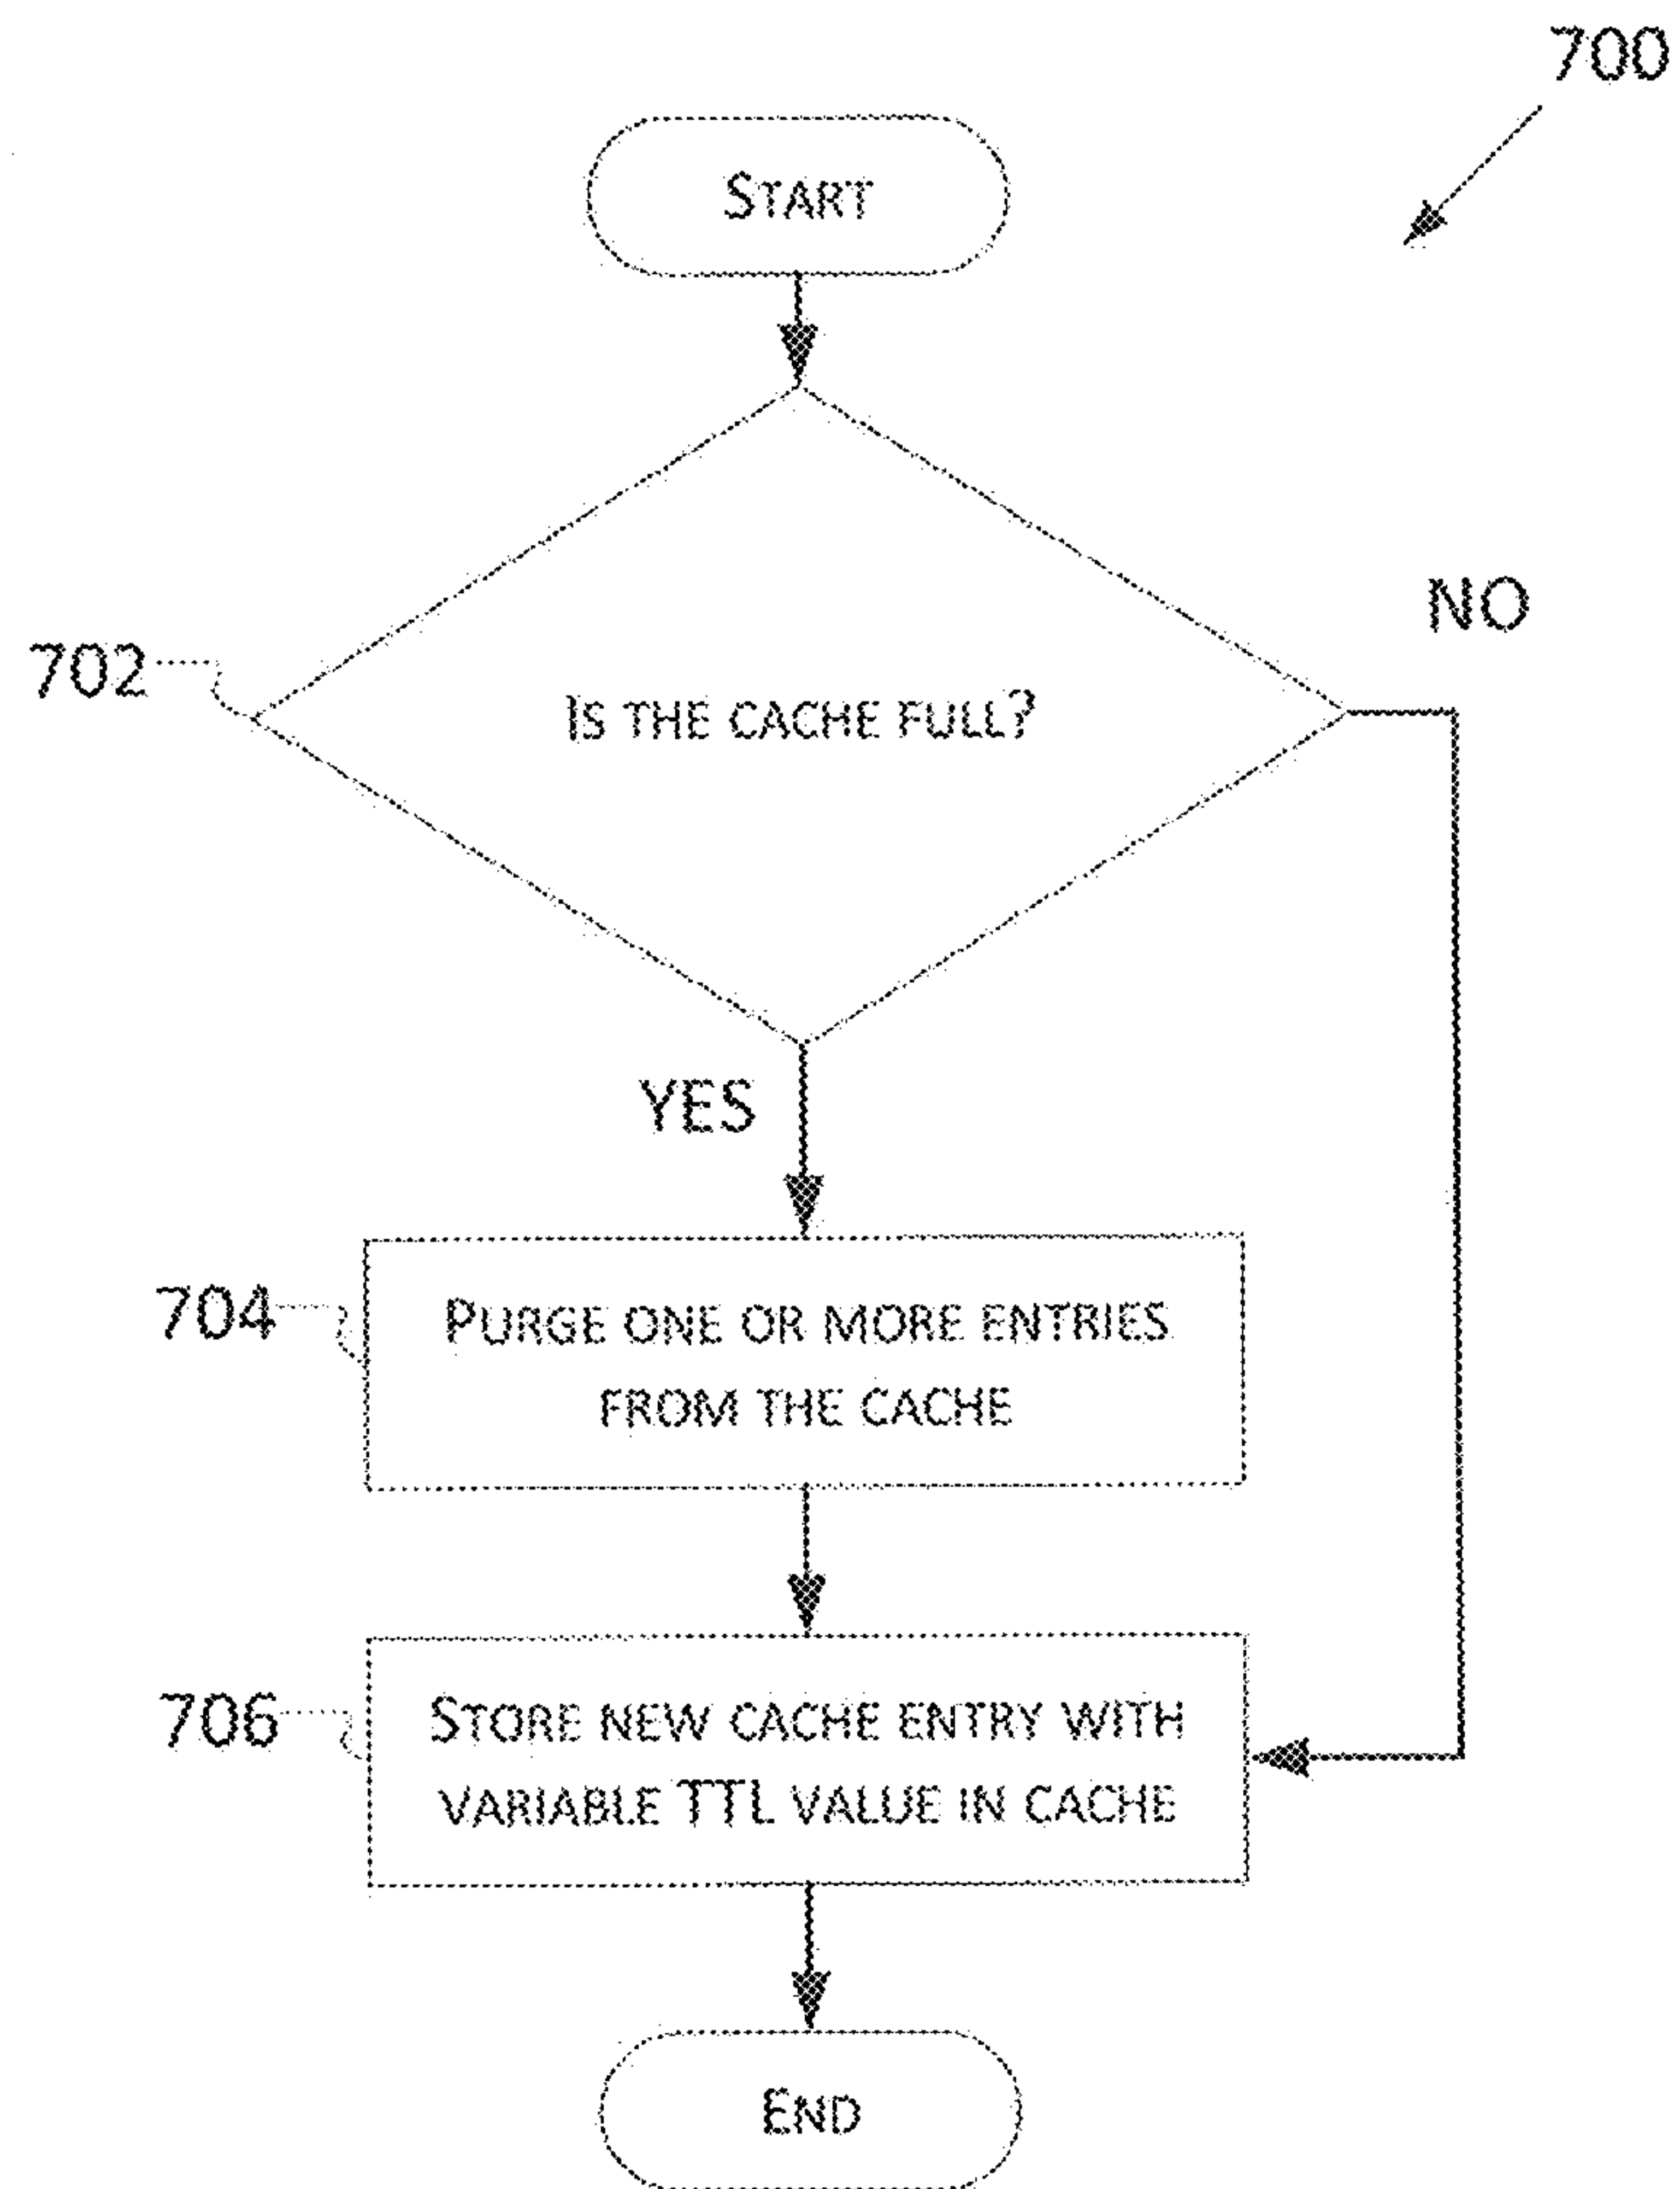 700
START
NO
702
IS THE CACHE FULL?
YES
704
PURGE ONE OR MORE ENTRIES
FROM THE CACHE
706
STORE NEW CACHE ENTRY WITH
VARIABLE TTL VALUE IN CACHE
END